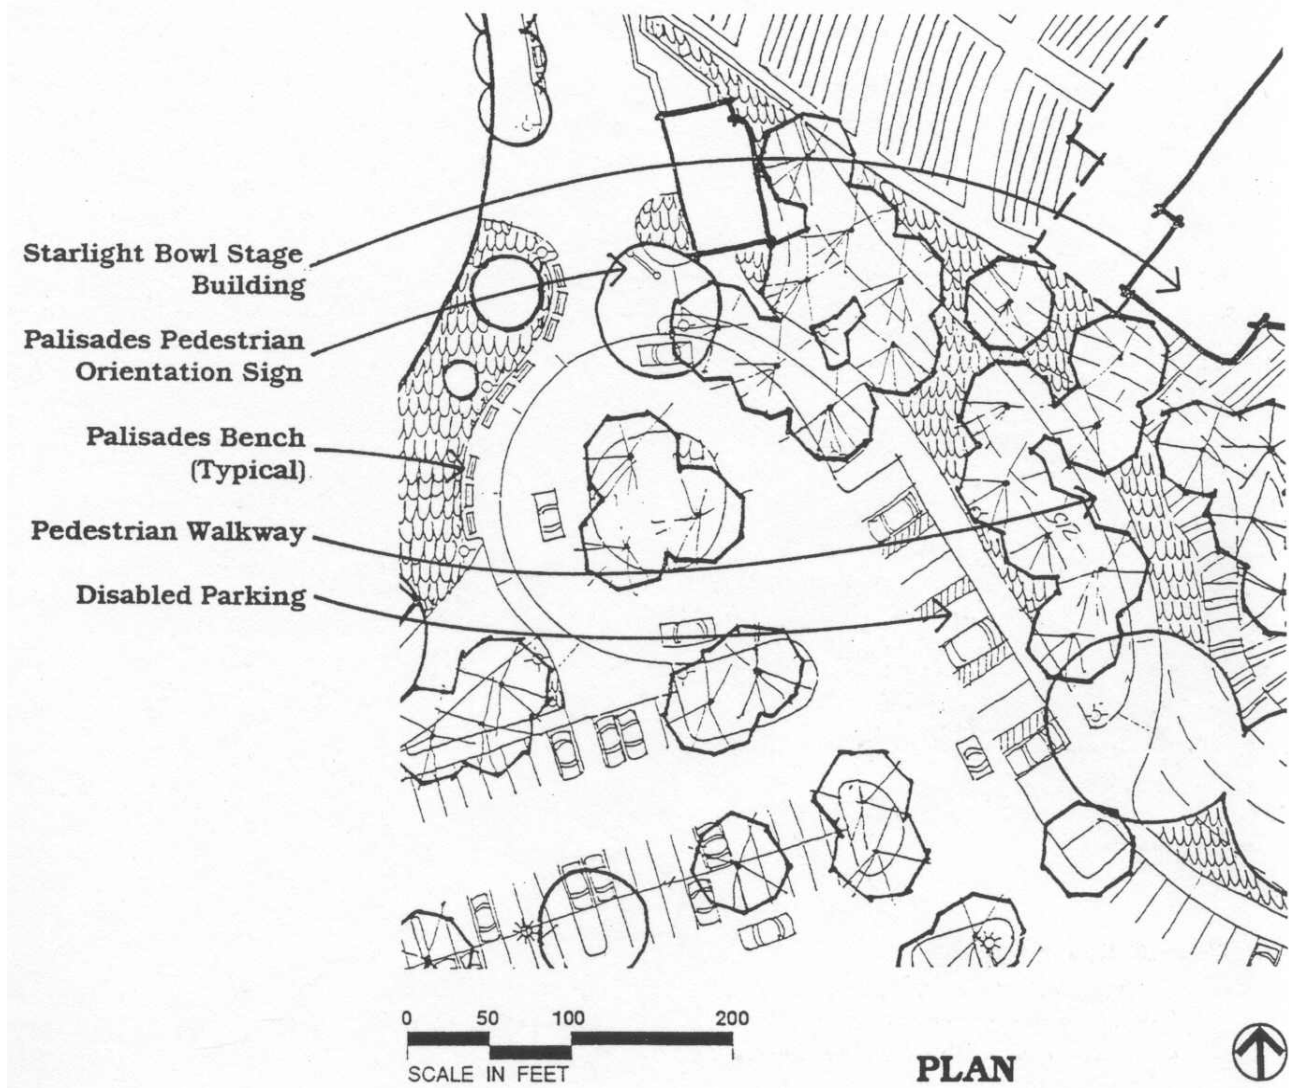 Starlight Bowl Stage
Building
Palisades Pedestrian
Orientation Sign
Palisades Bench
(Typical)
Pedestrian Walkway
Disabled Parking
0 50 100 200
SCALE IN FEET
PLAN